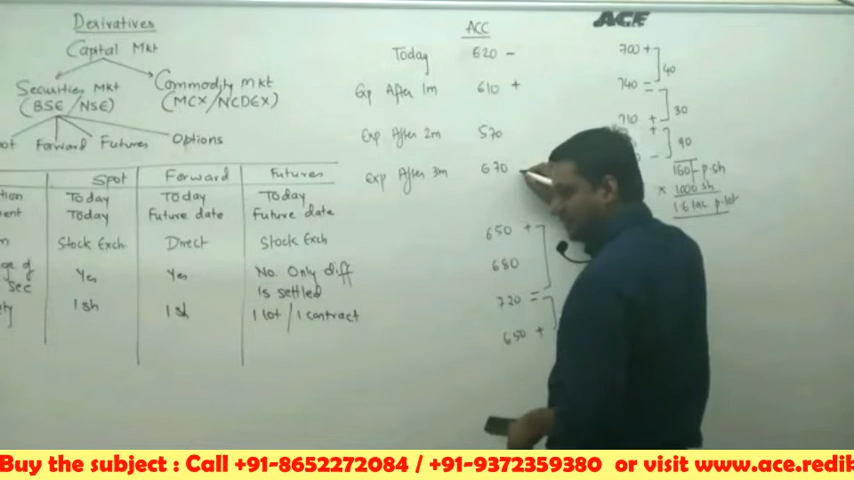 Derivatives
Capital Mkt
Securities Mkt
(BSE/NSE)
Commodity Mkt
(MCX/NCDEX)
Forward Futures Options
Spot Forward Futures
Today Today Today
Today Future date Future date
Stock Exch Direct Stock Exch
Yes Yes No. Only diff
sec is settled
1 sh 1 sh 1 lot / 1 contract
ACC
Today 620 -
Exp After 1m 610 +
Exp After 2m 570
Exp After 3m 670
650 +
680
720 =
650 +
ACE
700 +
40
740 =
30
710 +
+
90
-
160/- p.sh
x 1000 sh
1.6 lac p.lot
Buy the subject : Call +91-8652272084 / +91-9372359380 or visit www.ace.redik